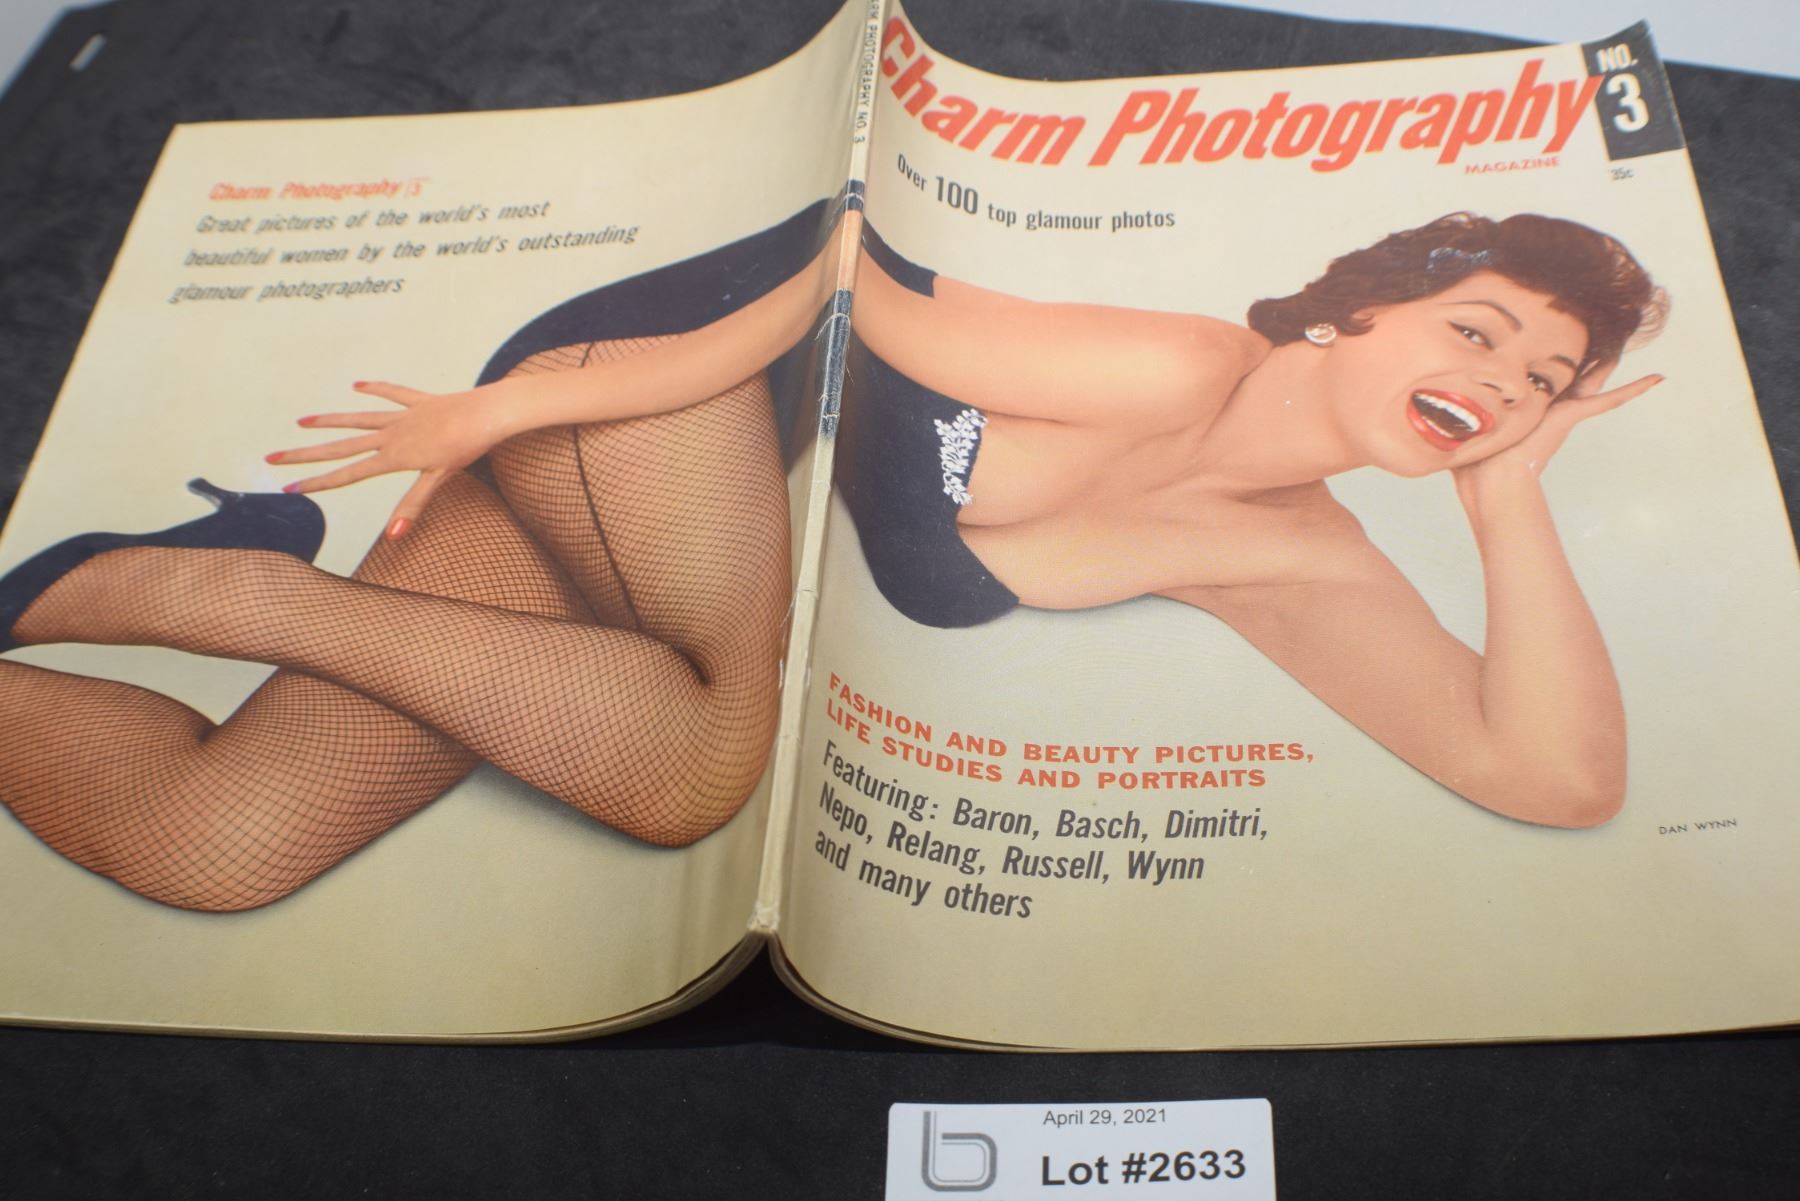 Charm Photography 3
Great pictures of the world's most
beautiful women by the world's outstanding
glamour photographers
ARM PHOTOGRAPHY NO. 3
Charm Photography
MAGAZINE
NO.
3
35c
Over 100 top glamour photos
FASHION AND BEAUTY PICTURES,
LIFE STUDIES AND PORTRAITS
Featuring: Baron, Basch, Dimitri,
Nepo, Relang, Russell, Wynn
and many others
DAN WYNN
April 29, 2021
b
Lot #2633